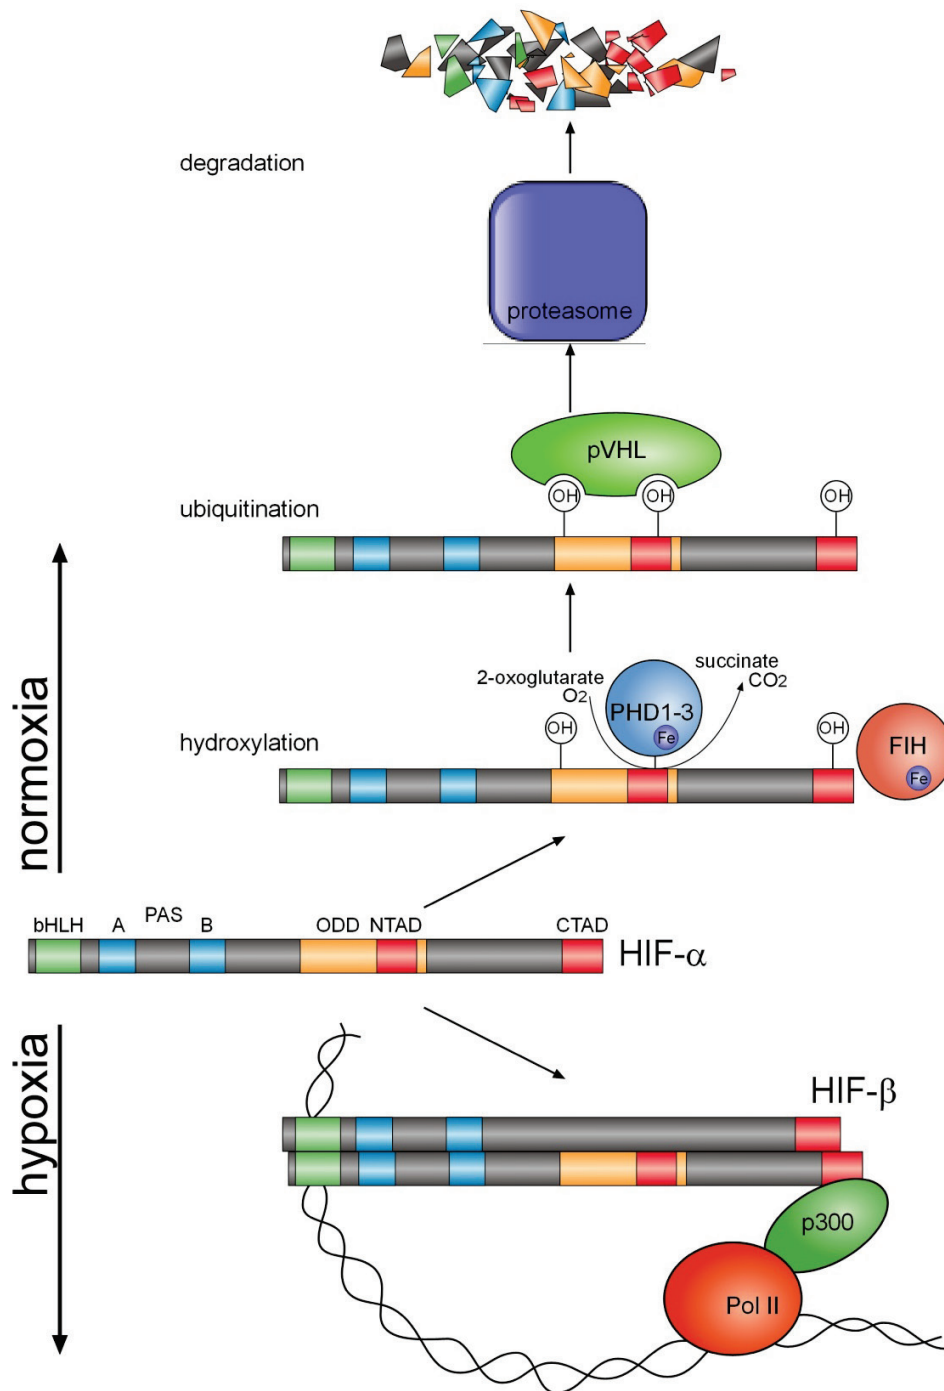 degradation
proteasome
pVHL
OH OH OH
ubiquitination
normoxia
2-oxoglutarate succinate
O2 CO2
PHD1-3
OH OH
hydroxylation
Fe
FIH
Fe
bHLH A PAS B ODD NTAD CTAD
HIF-α
hypoxia
HIF-β
p300
Pol II